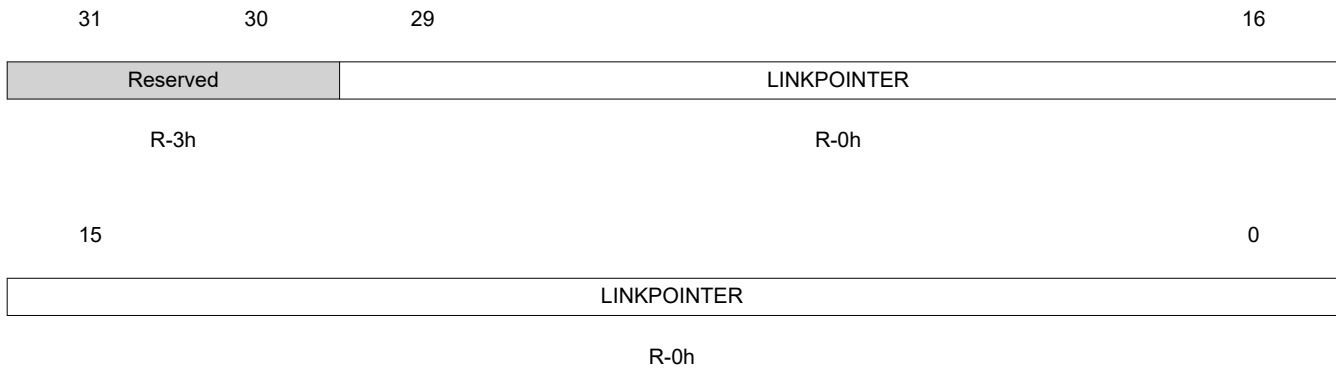 31 30 29 16
Reserved LINKPOINTER
R-3h R-0h
15 0
LINKPOINTER
R-0h